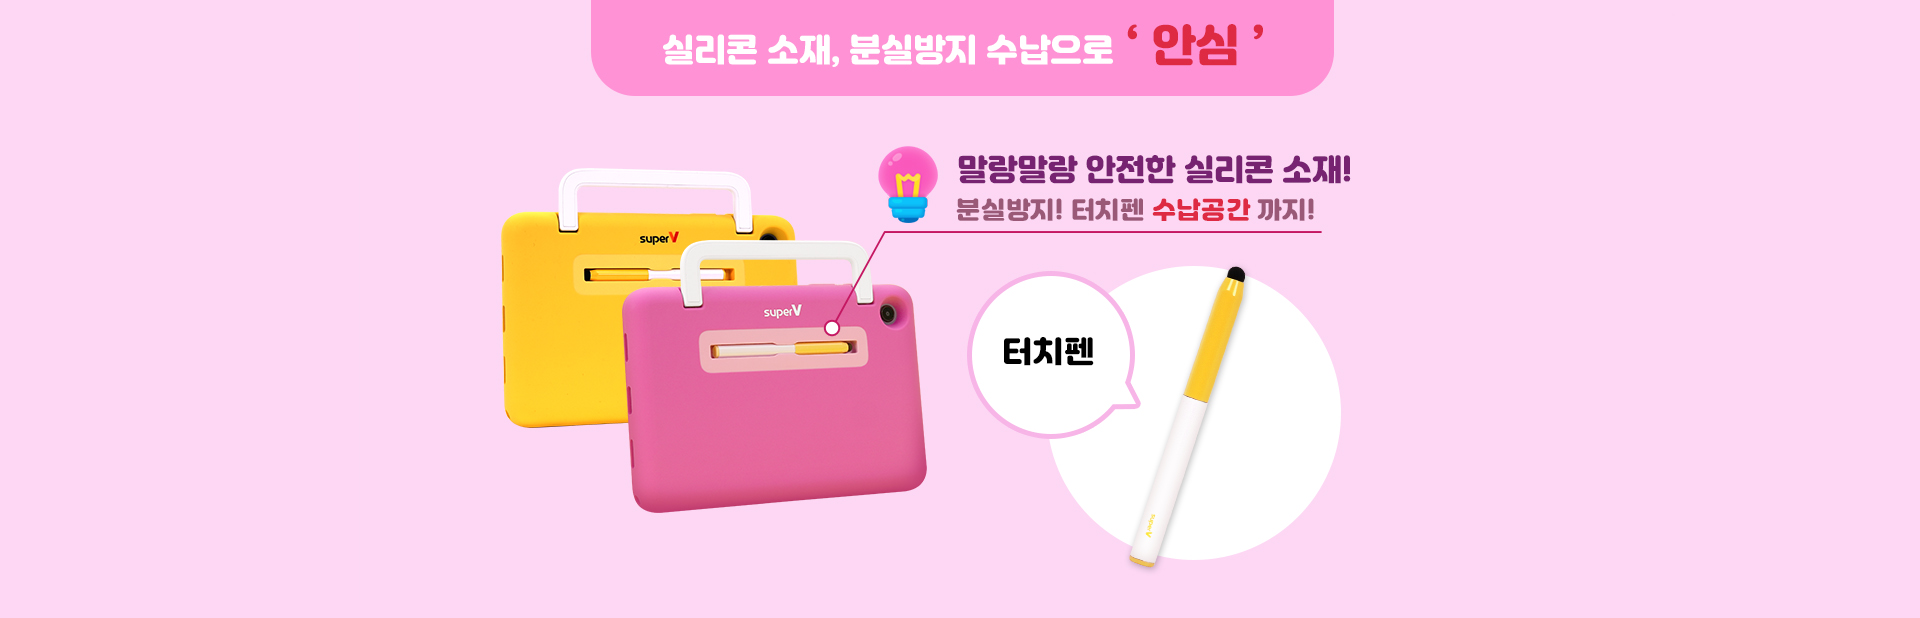 실리콘 소재, 분실방지 수납으로 ‘ 안심 ’
말랑말랑 안전한 실리콘 소재!
분실방지! 터치펜 수납공간 까지!
superV
superV
터치펜
superV